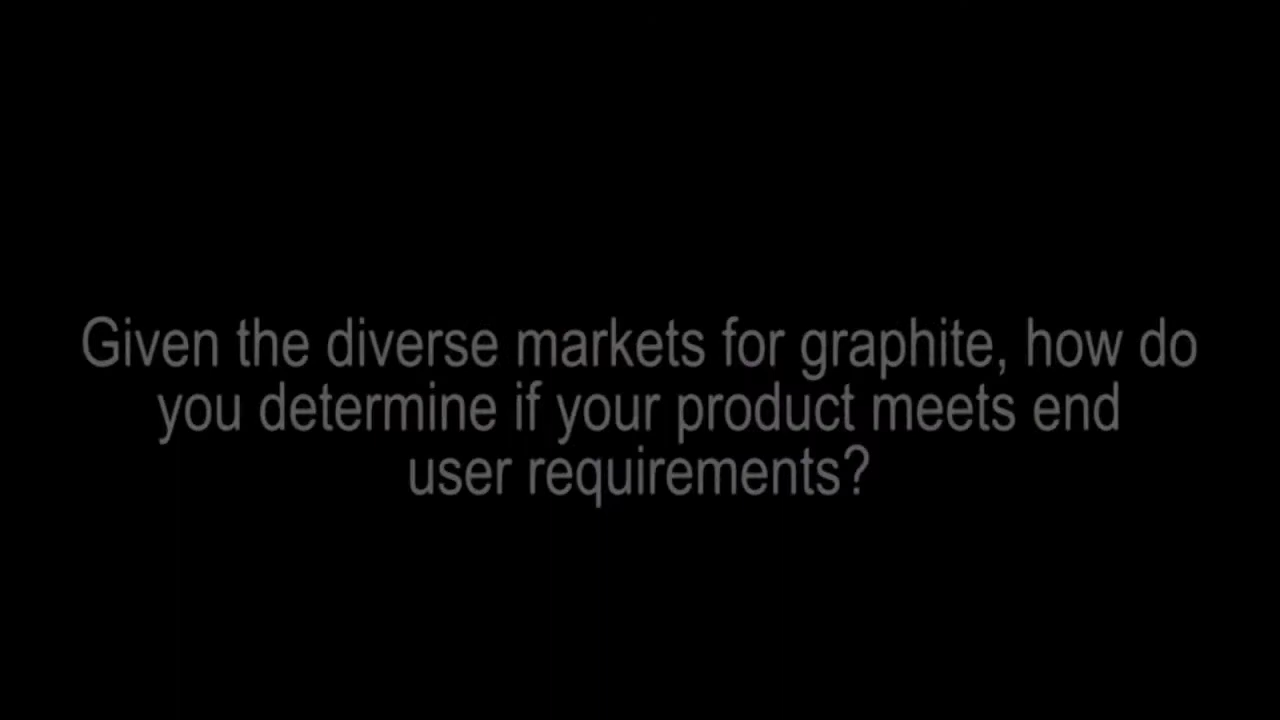 Given the diverse markets for graphite, how do
you determine if your product meets end
user requirements?